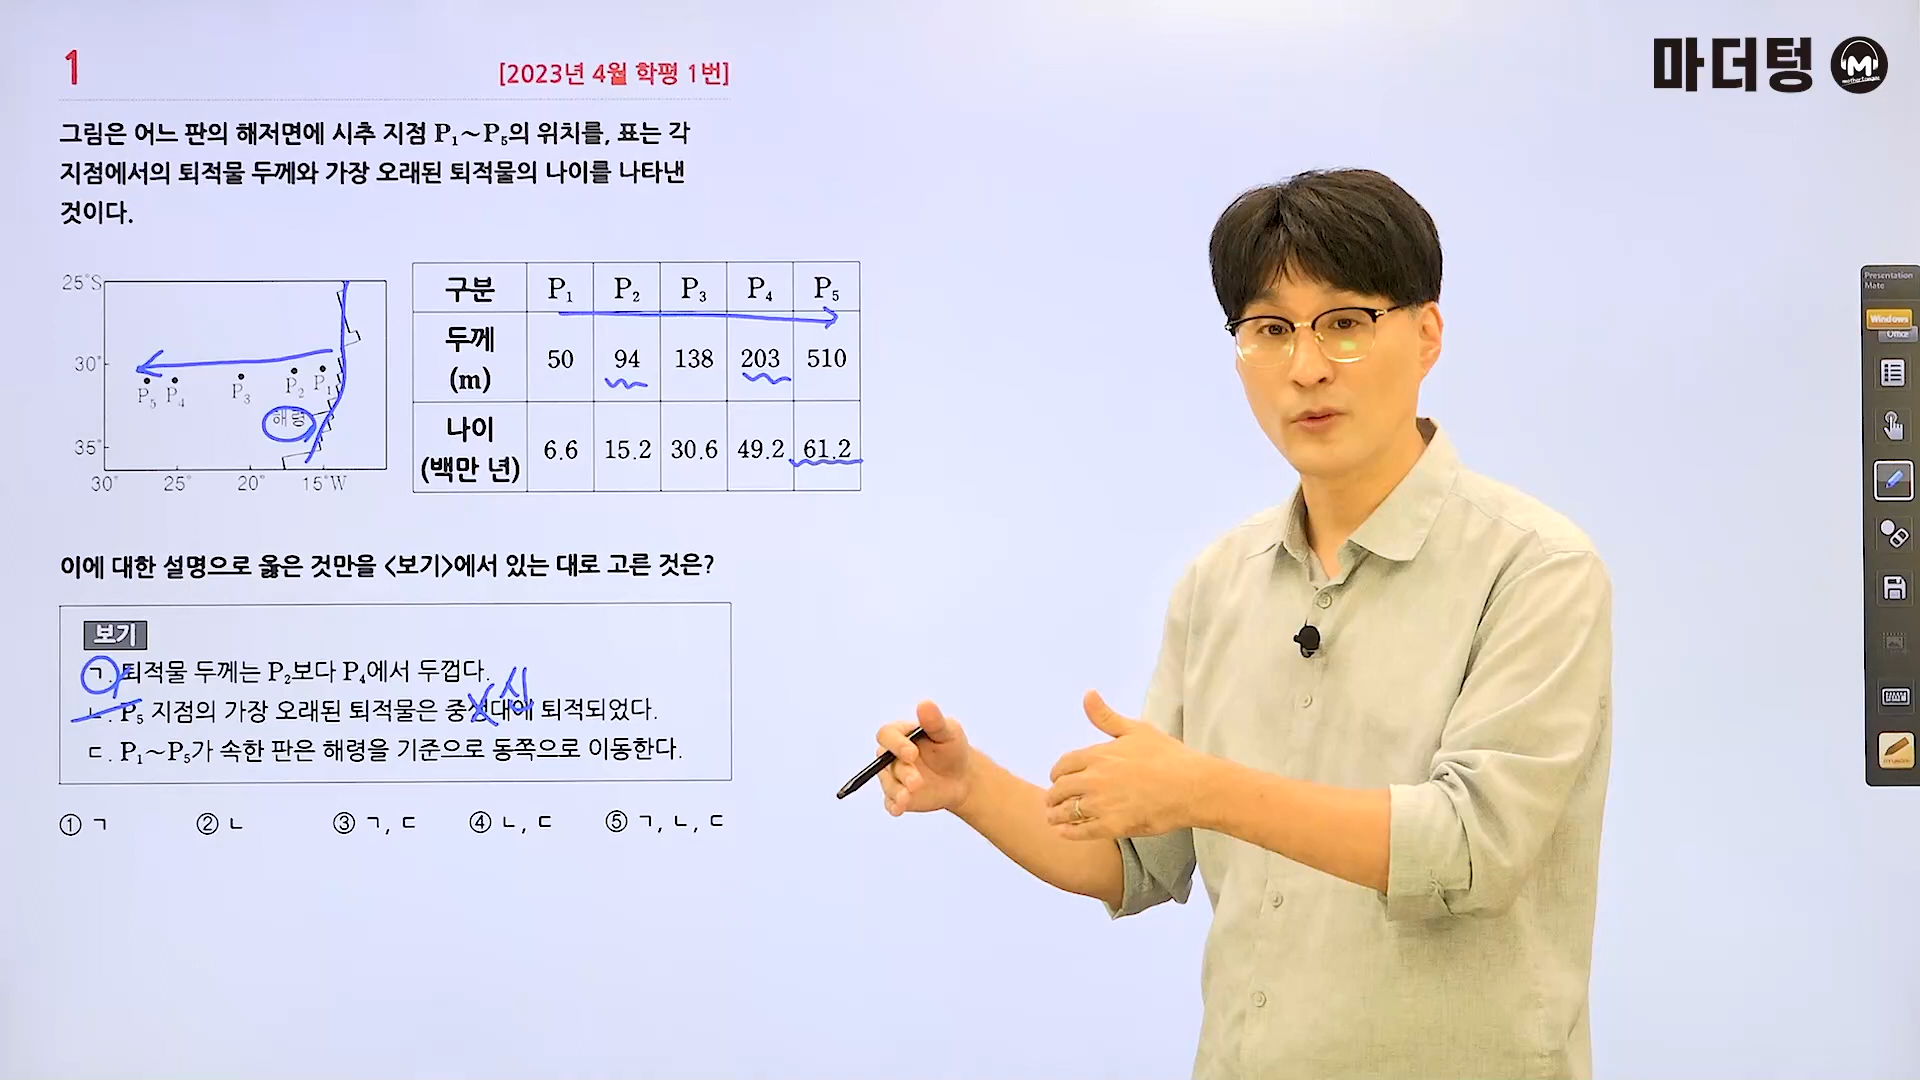 1
[2023년 4월 학평 1번]
마더텅
그림은 어느 판의 해저면에 시추 지점 P₁~P₅의 위치를, 표는 각
지점에서의 퇴적물 두께와 가장 오래된 퇴적물의 나이를 나타낸
것이다.
25°S
30°
35°
30° 25° 20° 15°W
P₅ P₄ P₃ P₂ P₁
해령
구분 P₁ P₂ P₃ P₄ P₅
두께
(m) 50 94 138 203 510
나이
(백만 년) 6.6 15.2 30.6 49.2 61.2
이에 대한 설명으로 옳은 것만을 <보기>에서 있는 대로 고른 것은?
보기
ㄱ. 퇴적물 두께는 P₂보다 P₄에서 두껍다.
신
ㄴ. P₅ 지점의 가장 오래된 퇴적물은 중생대에 퇴적되었다.
ㄷ. P₁~P₅가 속한 판은 해령을 기준으로 동쪽으로 이동한다.
① ㄱ ② ㄴ ③ ㄱ, ㄷ ④ ㄴ, ㄷ ⑤ ㄱ, ㄴ, ㄷ
Presentation
Mate
Windows
Office